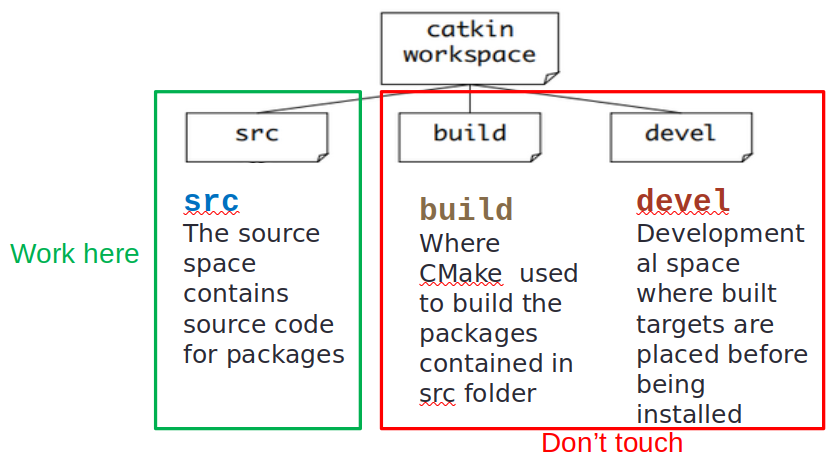 catkin
workspace
src
build
devel
Work here
src
The source
space
contains
source code
for packages
build
Where
CMake  used
to build the
packages
contained in
src folder
devel
Development
al space
where built
targets are
placed before
being
installed
Don’t touch